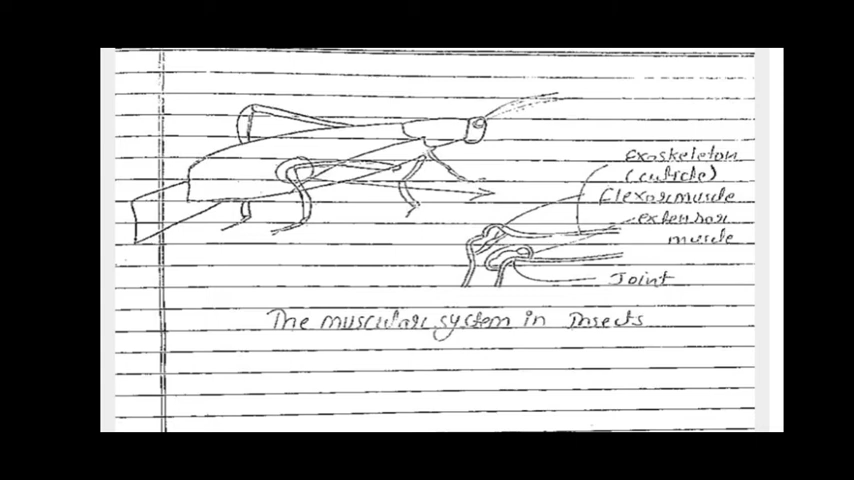 Exoskeleton
(cuticle)
flexor muscle
extensor
muscle
Joint
The muscular system in Insects